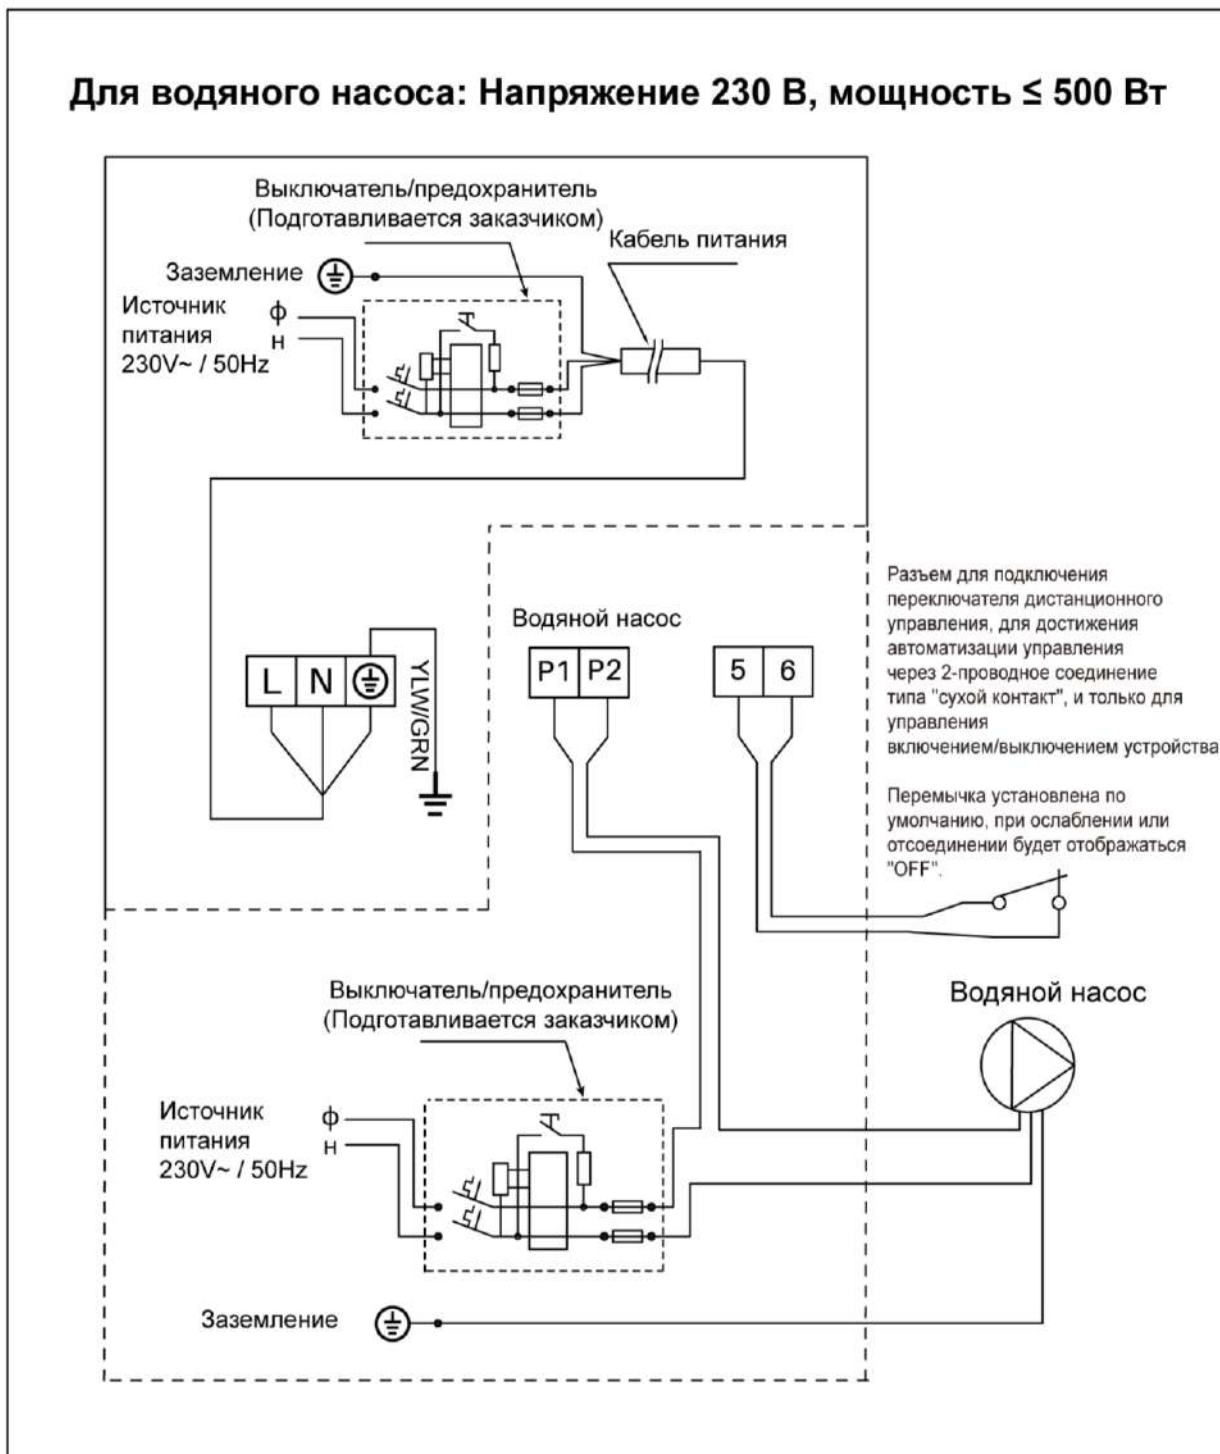 Для водяного насоса: Напряжение 230 В, мощность ≤ 500 Вт
Выключатель/предохранитель
(Подготавливается заказчиком)
Кабель питания
Заземление
Источник
питания
230V~ / 50Hz
ф
н
L N
YLW/GRN
Водяной насос
P1 P2
5 6
Разъем для подключения
переключателя дистанционного
управления, для достижения
автоматизации управления
через 2-проводное соединение
типа "сухой контакт", и только для
управления
включением/выключением устройства
Перемычка установлена по
умолчанию, при ослаблении или
отсоединении будет отображаться
"OFF".
Выключатель/предохранитель
(Подготавливается заказчиком)
Водяной насос
Источник
питания
230V~ / 50Hz
ф
н
Заземление